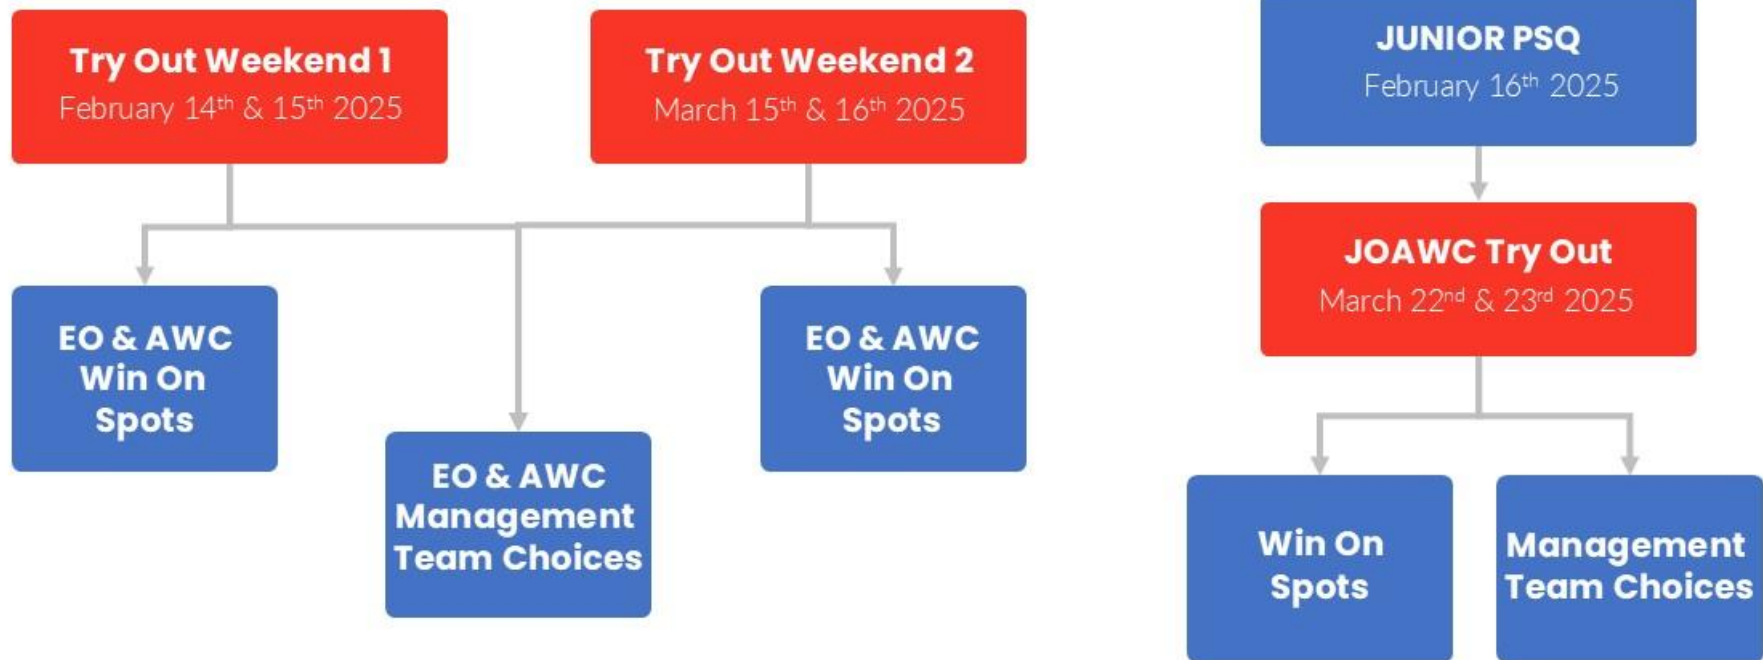 Try Out Weekend 1
February 14th & 15th 2025
Try Out Weekend 2
March 15th & 16th 2025
EO & AWC
Win On
Spots
EO & AWC
Management
Team Choices
EO & AWC
Win On
Spots
JUNIOR PSQ
February 16th 2025
JOAWC Try Out
March 22nd & 23rd 2025
Win On
Spots
Management
Team Choices